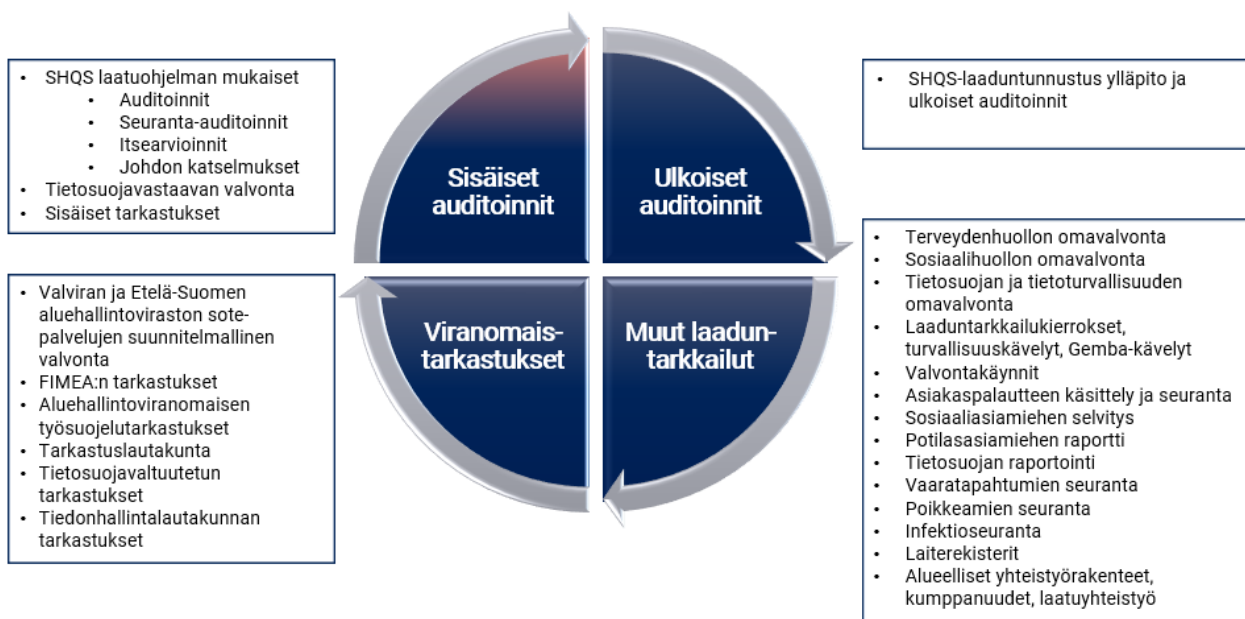 • SHQS laatuohjelman mukaiset
• Auditoinnit
• Seuranta-auditoinnit
• Itsearvioinnit
• Johdon katselmukset
• Tietosuojavastaavan valvonta
• Sisäiset tarkastukset
Sisäiset
auditoinnit
Ulkoiset
auditoinnit
• SHQS-laaduntunnustus ylläpito ja
ulkoiset auditoinnit
• Valviran ja Etelä-Suomen
aluehallintoviraston sote-
palvelujen suunnitelmallinen
valvonta
• FIMEA:n tarkastukset
• Aluehallintoviranomaisen
työsuojelutarkastukset
• Tarkastuslautakunta
• Tietosuojavaltuutetun
tarkastukset
• Tiedonhallintalautakunnan
tarkastukset
Viranomais-
tarkastukset
Muut laadun-
tarkkailut
• Terveydenhuollon omavalvonta
• Sosiaalihuollon omavalvonta
• Tietosuojan ja tietoturvallisuuden
omavalvonta
• Laaduntarkkailukierrokset,
turvallisuuskävelyt, Gemba-kävelyt
• Valvontakäynnit
• Asiakaspalautteen käsittely ja seuranta
• Sosiaaliasiamiehen selvitys
• Potilasasiamiehen raportti
• Tietosuojan raportointi
• Vaaratapahtumien seuranta
• Poikkeamien seuranta
• Infektioseuranta
• Laiterekisterit
• Alueelliset yhteistyörakenteet,
kumppanuudet, laatuyhteistyö